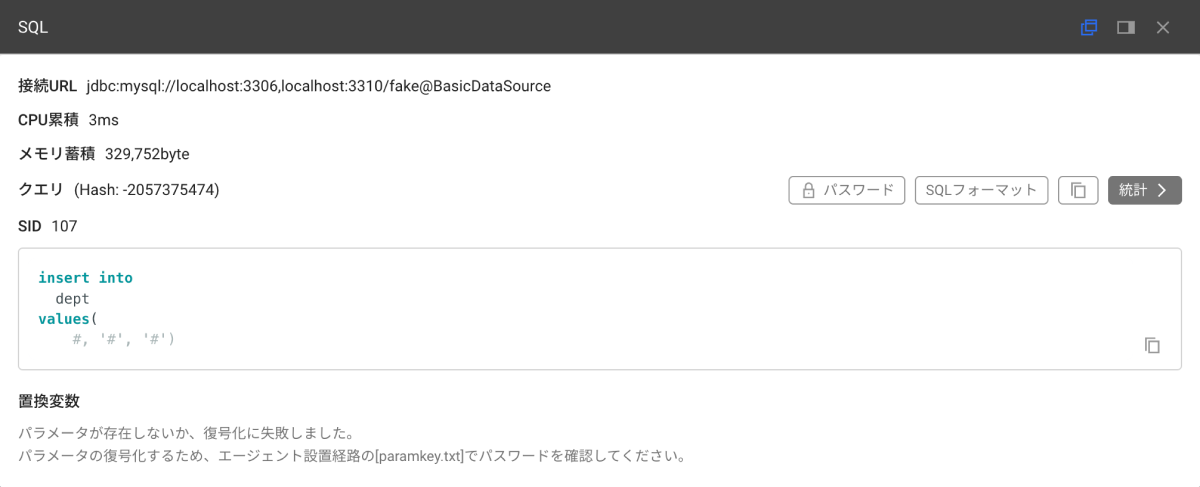 SQL
接続URL jdbc:mysql://localhost:3306,localhost:3310/fake@BasicDataSource
CPU累積 3ms
メモリ蓄積 329,752byte
クエリ (Hash: -2057375474) パスワード SQLフォーマット 統計
SID 107
insert into
dept
values(
#, '#', '#')
置換変数
パラメータが存在しないか、復号化に失敗しました。
パラメータの復号化するため、エージェント設置経路の[paramkey.txt]でパスワードを確認してください。